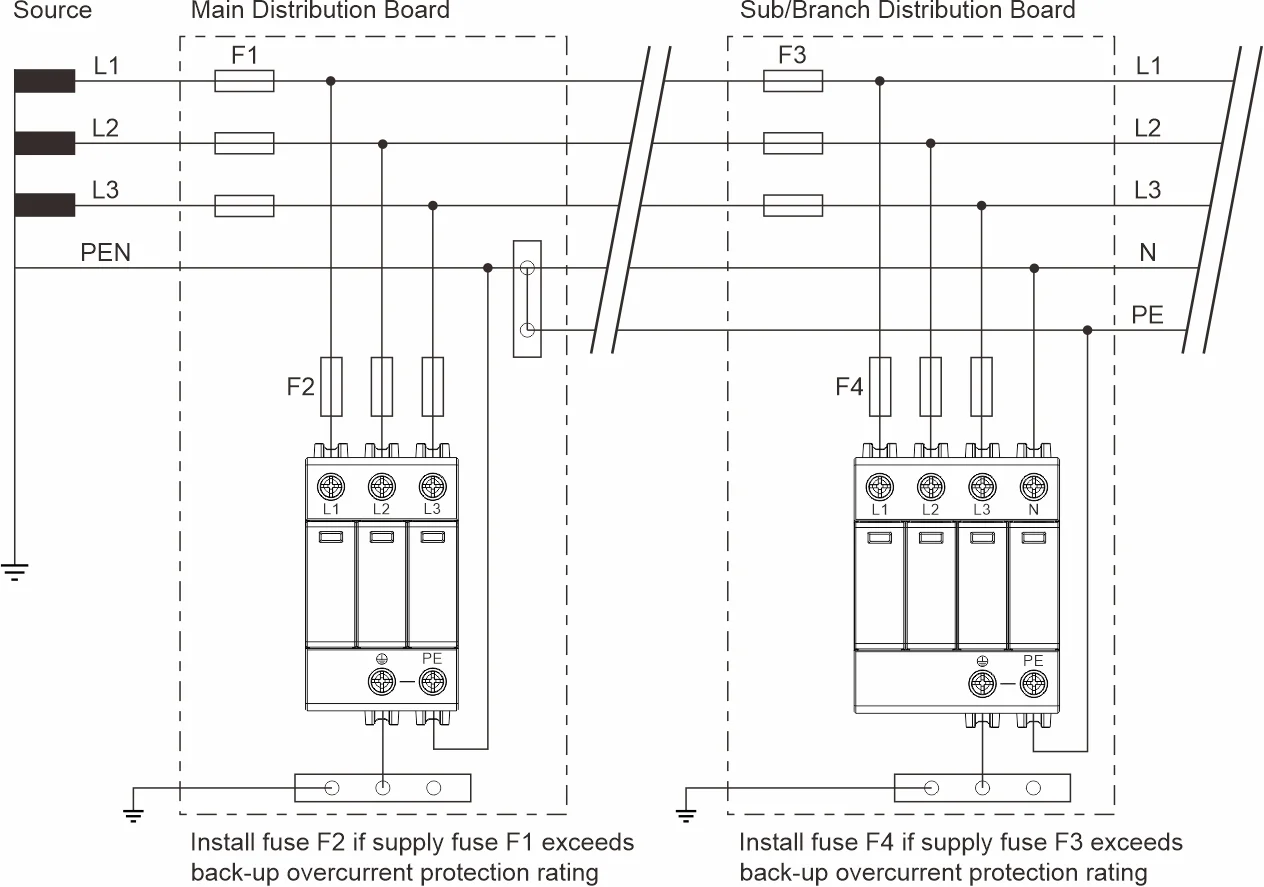 Source
Main Distribution Board
Sub/Branch Distribution Board
L1
F1
F3
L1
L2
L2
L3
L3
PEN
N
PE
F2
F4
L1 L2 L3
L1 L2 L3 N
PE
PE
Install fuse F2 if supply fuse F1 exceeds
back-up overcurrent protection rating
Install fuse F4 if supply fuse F3 exceeds
back-up overcurrent protection rating